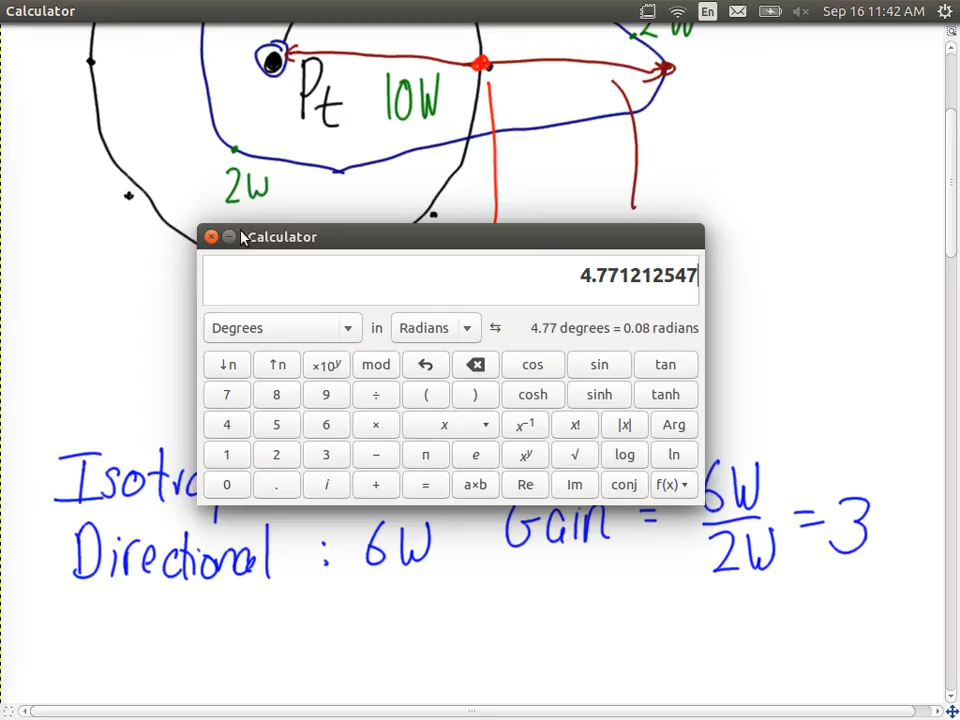 Calculator
En
Sep 16 11:42 AM
2 W
Pt
10W
2W
Calculator
4.771212547
Degrees in Radians ⇆ 4.77 degrees = 0.08 radians
↓n ↑n ×10ʸ mod cos sin tan
7 8 9 ÷ ( ) cosh sinh tanh
4 5 6 × x x⁻¹ x! |x| Arg
1 2 3 − π e xʸ √ log ln
0 . i + = a×b Re Im conj f(x)
Directional : 6W
Gain = 6W/2W = 3